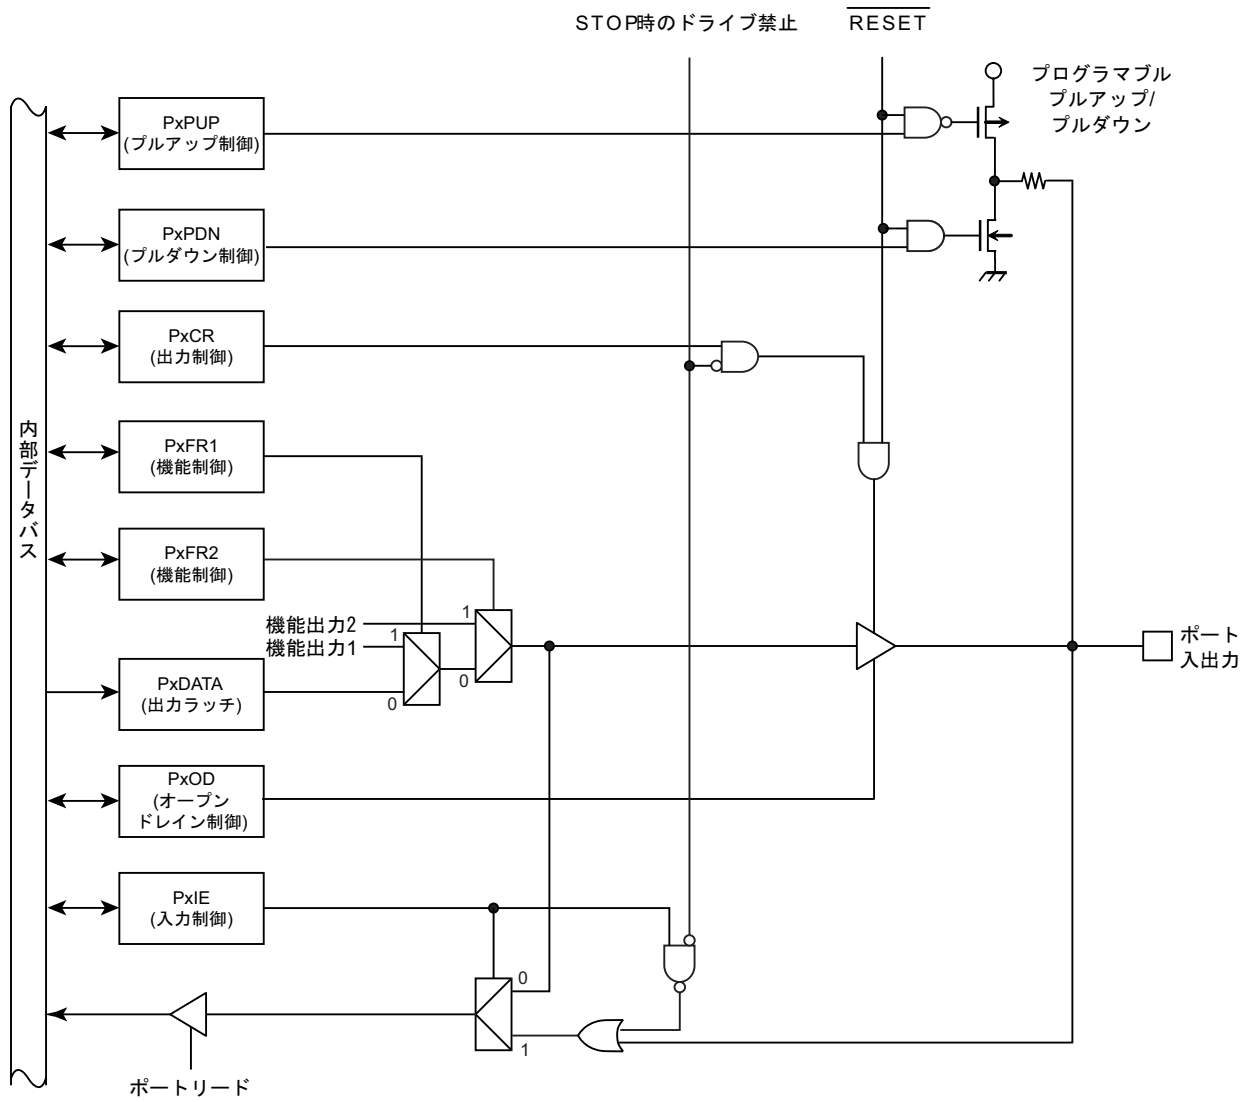 STOP時のドライブ禁止
RESET
プログラマブル
プルアップ/
プルダウン
PxPUP
(プルアップ制御)
PxPDN
(プルダウン制御)
PxCR
(出力制御)
内部データバス
PxFR1
(機能制御)
PxFR2
(機能制御)
機能出力2
1
機能出力1
1
0
0
ポート
入出力
PxDATA
(出力ラッチ)
PxOD
(オープン
ドレイン制御)
PxIE
(入力制御)
0
1
ポートリード